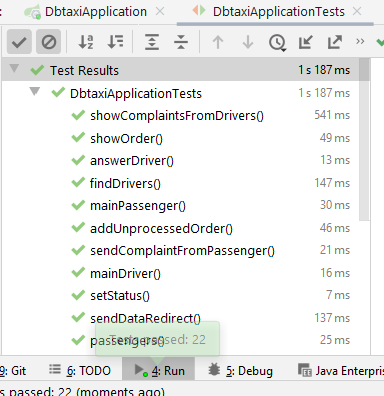 : DbtaxiApplication DbtaxiApplicationTests
Test Results 1 s 187 ms
DbtaxiApplicationTests 1 s 187 ms
showComplaintsFromDrivers() 541 ms
showOrder() 49 ms
answerDriver() 13 ms
findDrivers() 147 ms
mainPassenger() 30 ms
addUnprocessedOrder() 46 ms
sendComplaintFromPassenger() 21 ms
mainDriver() 16 ms
setStatus() 7 ms
sendDataRedirect() 137 ms
passengers() 25 ms
Tests passed: 22
9: Git 6: TODO 4: Run 5: Debug Java Enterpris
s passed: 22 (moments ago)